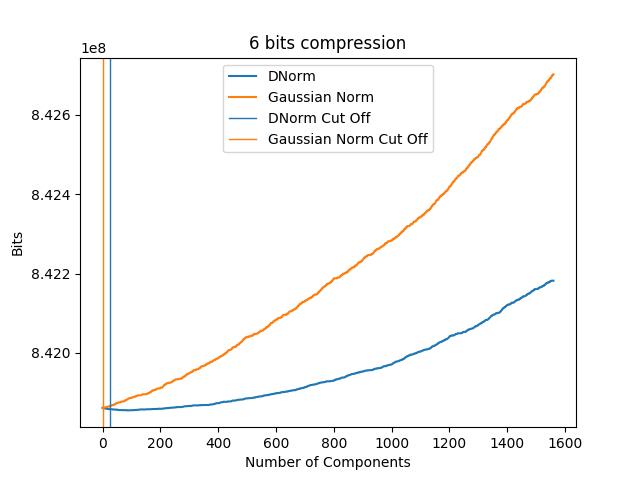 6 bits compression
1e8
DNorm
Gaussian Norm
DNorm Cut Off
Gaussian Norm Cut Off
8.426
8.424
8.422
8.420
Bits
0 200 400 600 800 1000 1200 1400 1600
Number of Components